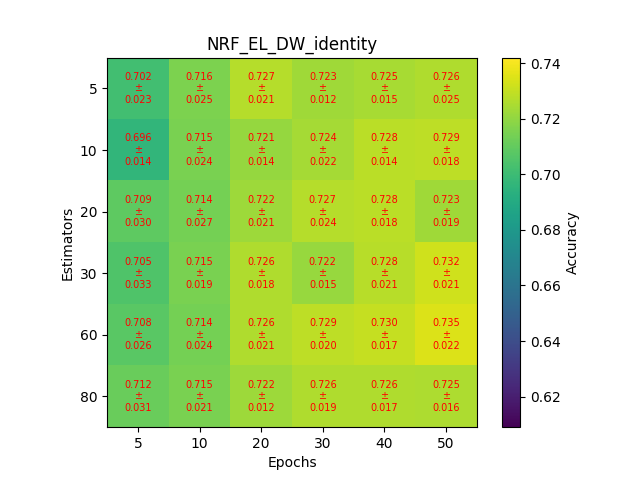 NRF_EL_DW_identity
0.702 0.716 0.727 0.723 0.725 0.726
± ± ± ± ± ±
0.023 0.025 0.021 0.012 0.015 0.025
0.696 0.715 0.721 0.724 0.728 0.729
± ± ± ± ± ±
0.014 0.024 0.014 0.022 0.014 0.018
0.709 0.714 0.722 0.727 0.728 0.723
± ± ± ± ± ±
0.030 0.027 0.021 0.024 0.018 0.019
0.705 0.715 0.726 0.722 0.728 0.732
± ± ± ± ± ±
0.033 0.019 0.018 0.015 0.021 0.021
0.708 0.714 0.726 0.729 0.730 0.735
± ± ± ± ± ±
0.026 0.024 0.021 0.020 0.017 0.022
0.712 0.715 0.722 0.726 0.726 0.725
± ± ± ± ± ±
0.031 0.021 0.012 0.019 0.017 0.016
5
10
20
30
60
80
Estimators
5 10 20 30 40 50
Epochs
0.74
0.72
0.70
0.68
0.66
0.64
0.62
Accuracy